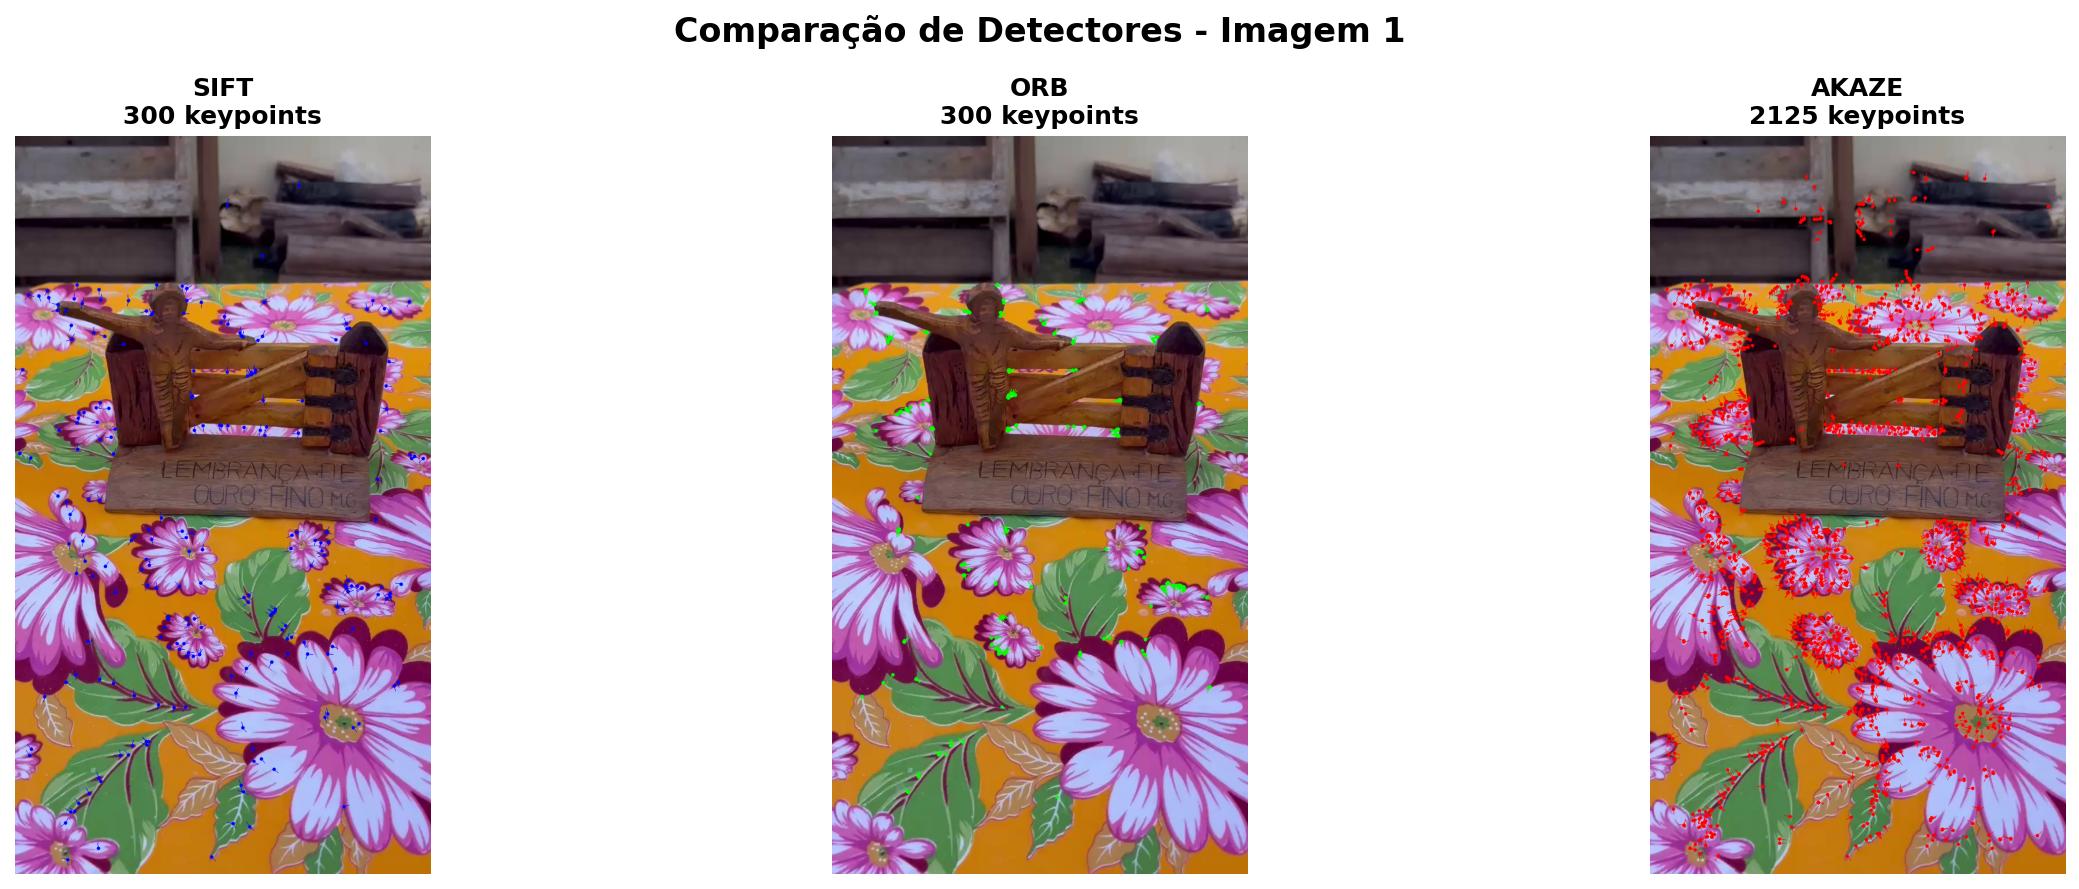 Comparação de Detectores - Imagem 1
SIFT
300 keypoints
ORB
300 keypoints
AKAZE
2125 keypoints
LEMBRANÇA DE
OURO FINO MG
LEMBRANÇA DE
OURO FINO MG
LEMBRANÇA DE
OURO FINO MG